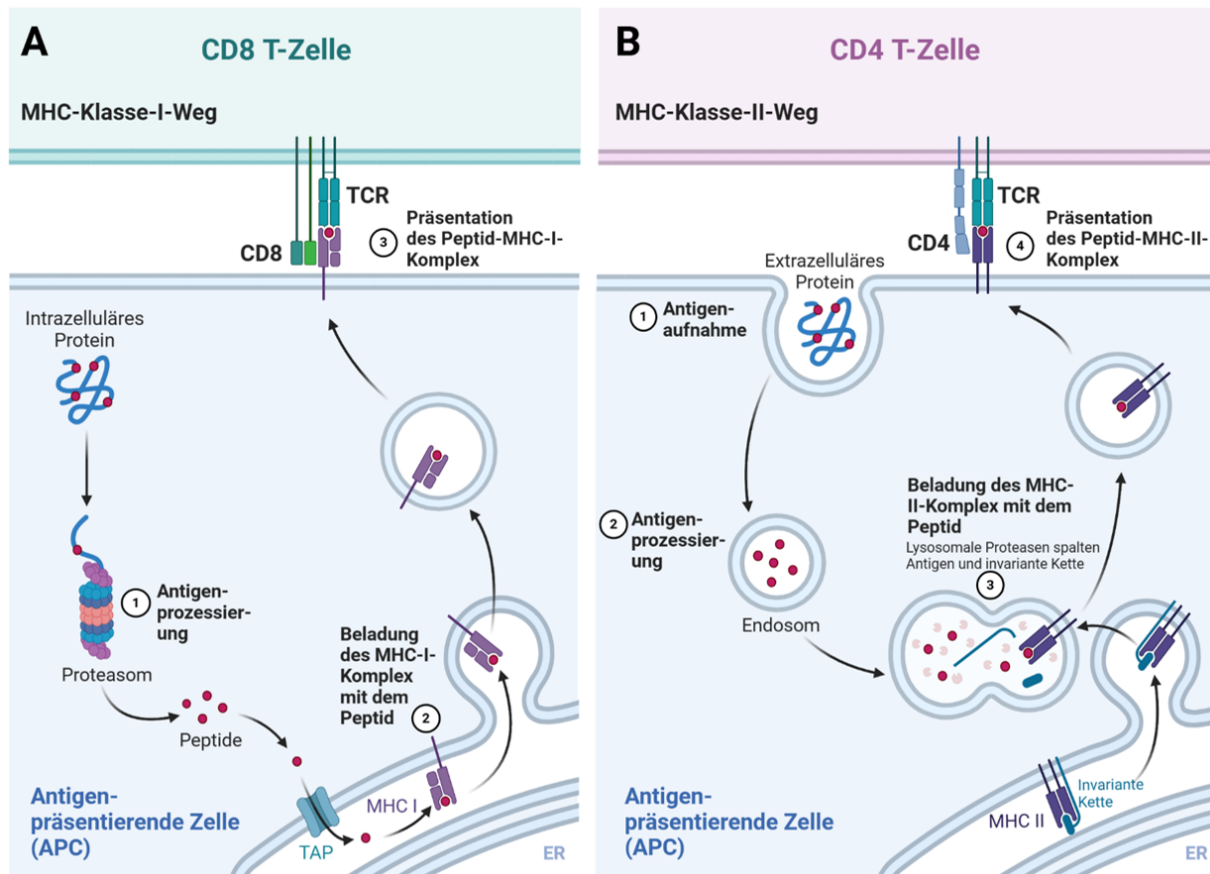 A
CD8 T-Zelle
MHC-Klasse-I-Weg
TCR
CD8
3
Präsentation
des Peptid-MHC-I-
Komplex
Intrazelluläres
Protein
1
Antigen-
prozessier-
ung
Proteasom
Peptide
Beladung
des MHC-I-
Komplex
mit dem
Peptid
2
MHC I
TAP
Antigen-
präsentierende Zelle
(APC)
ER
B
CD4 T-Zelle
MHC-Klasse-II-Weg
TCR
CD4
4
Präsentation
des Peptid-MHC-II-
Komplex
Extrazelluläres
Protein
1
Antigen-
aufnahme
2
Antigen-
prozessier-
ung
Endosom
Beladung des MHC-
II-Komplex mit dem
Peptid
Lysosomale Proteasen spalten
Antigen und invariante Kette
3
Invariante
Kette
MHC II
Antigen-
präsentierende Zelle
(APC)
ER